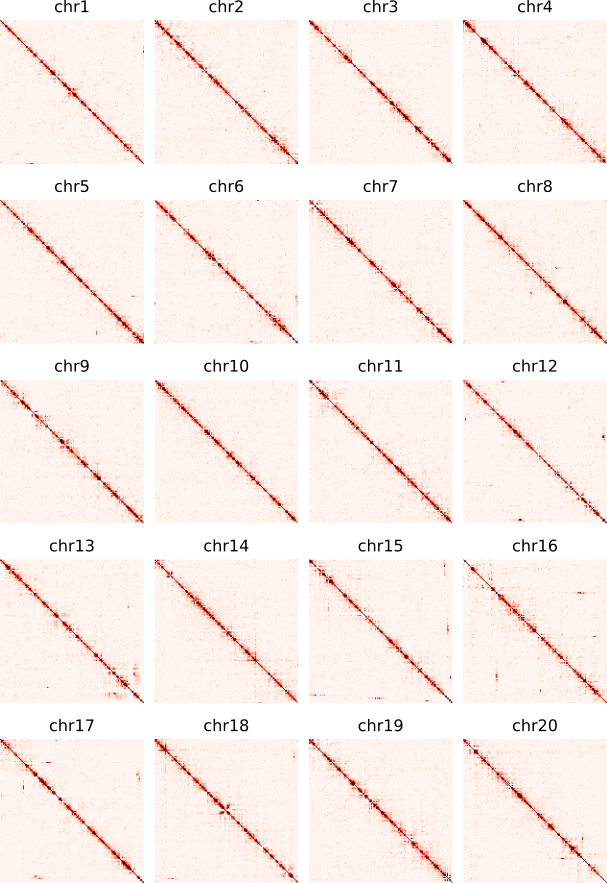 chr1 chr2 chr3 chr4
chr5 chr6 chr7 chr8
chr9 chr10 chr11 chr12
chr13 chr14 chr15 chr16
chr17 chr18 chr19 chr20